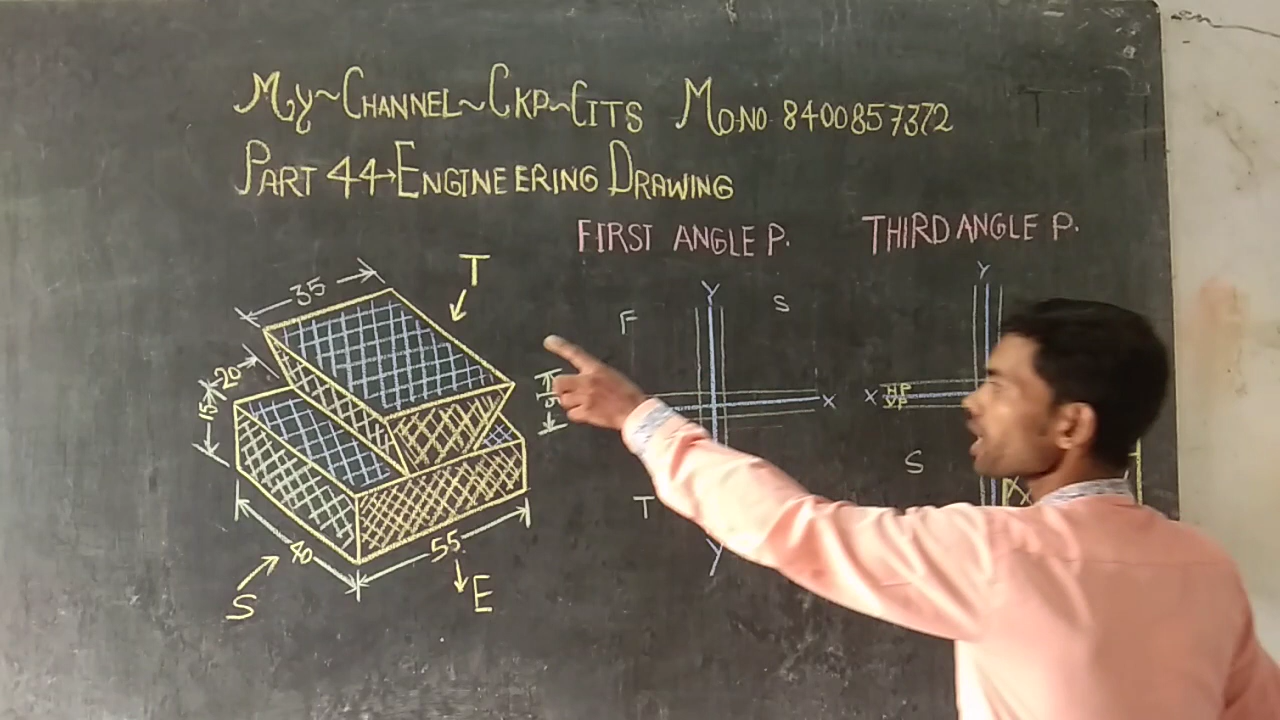 My~CHANNEL~CKP~CITS MO.NO. 8400857372
PART 44→ENGINEERING DRAWING
FIRST ANGLE P.
THIRD ANGLE P.
35
T
20
15
40
55
S
E
Y
F
S
X
T
Y
Y
X
HP
VP
S